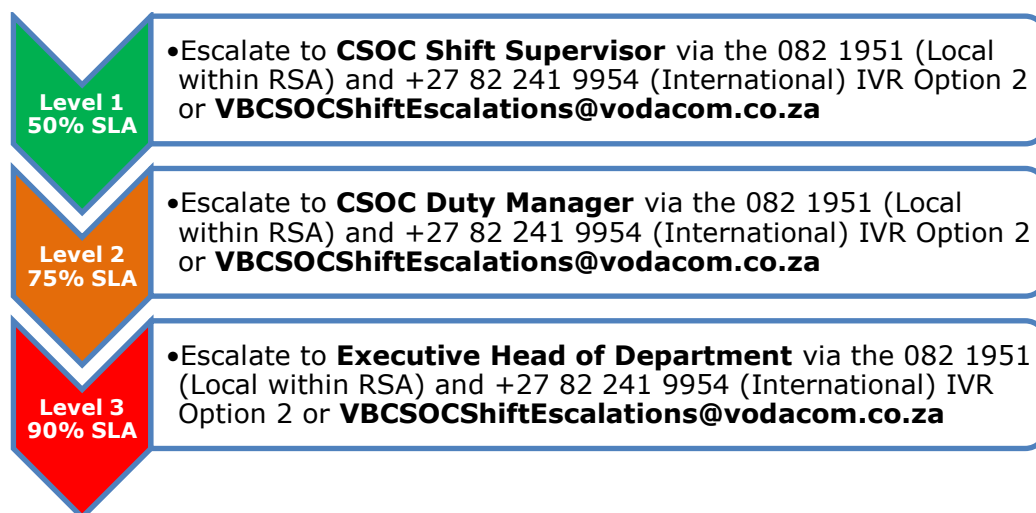 Level 1
50% SLA
•Escalate to CSOC Shift Supervisor via the 082 1951 (Local
within RSA) and +27 82 241 9954 (International) IVR Option 2
or VBCSOCShiftEscalations@vodacom.co.za
Level 2
75% SLA
•Escalate to CSOC Duty Manager via the 082 1951 (Local
within RSA) and +27 82 241 9954 (International) IVR Option 2
or VBCSOCShiftEscalations@vodacom.co.za
Level 3
90% SLA
•Escalate to Executive Head of Department via the 082 1951
(Local within RSA) and +27 82 241 9954 (International) IVR
Option 2 or VBCSOCShiftEscalations@vodacom.co.za